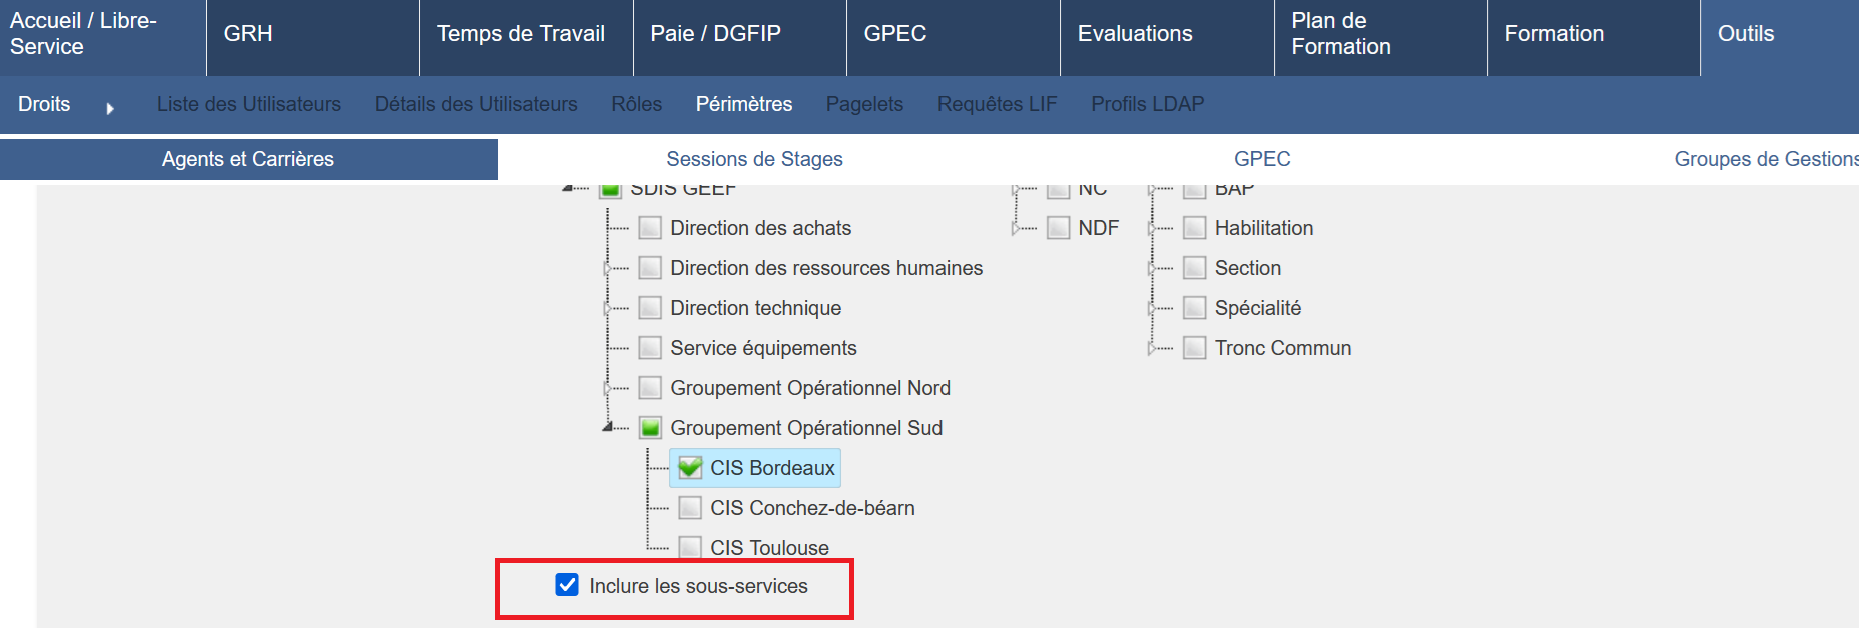 Accueil / Libre-
Service
GRH
Temps de Travail
Paie / DGFIP
GPEC
Evaluations
Plan de
Formation
Formation
Outils
Droits
Liste des Utilisateurs
Détails des Utilisateurs
Rôles
Périmètres
Pagelets
Requêtes LIF
Profils LDAP
Agents et Carrières
Sessions de Stages
GPEC
Groupes de Gestions
SDIS GEEF
Direction des achats
Direction des ressources humaines
Direction technique
Service équipements
Groupement Opérationnel Nord
Groupement Opérationnel Sud
CIS Bordeaux
CIS Conchez-de-béarn
CIS Toulouse
Inclure les sous-services
NC
NDF
BAP
Habilitation
Section
Spécialité
Tronc Commun